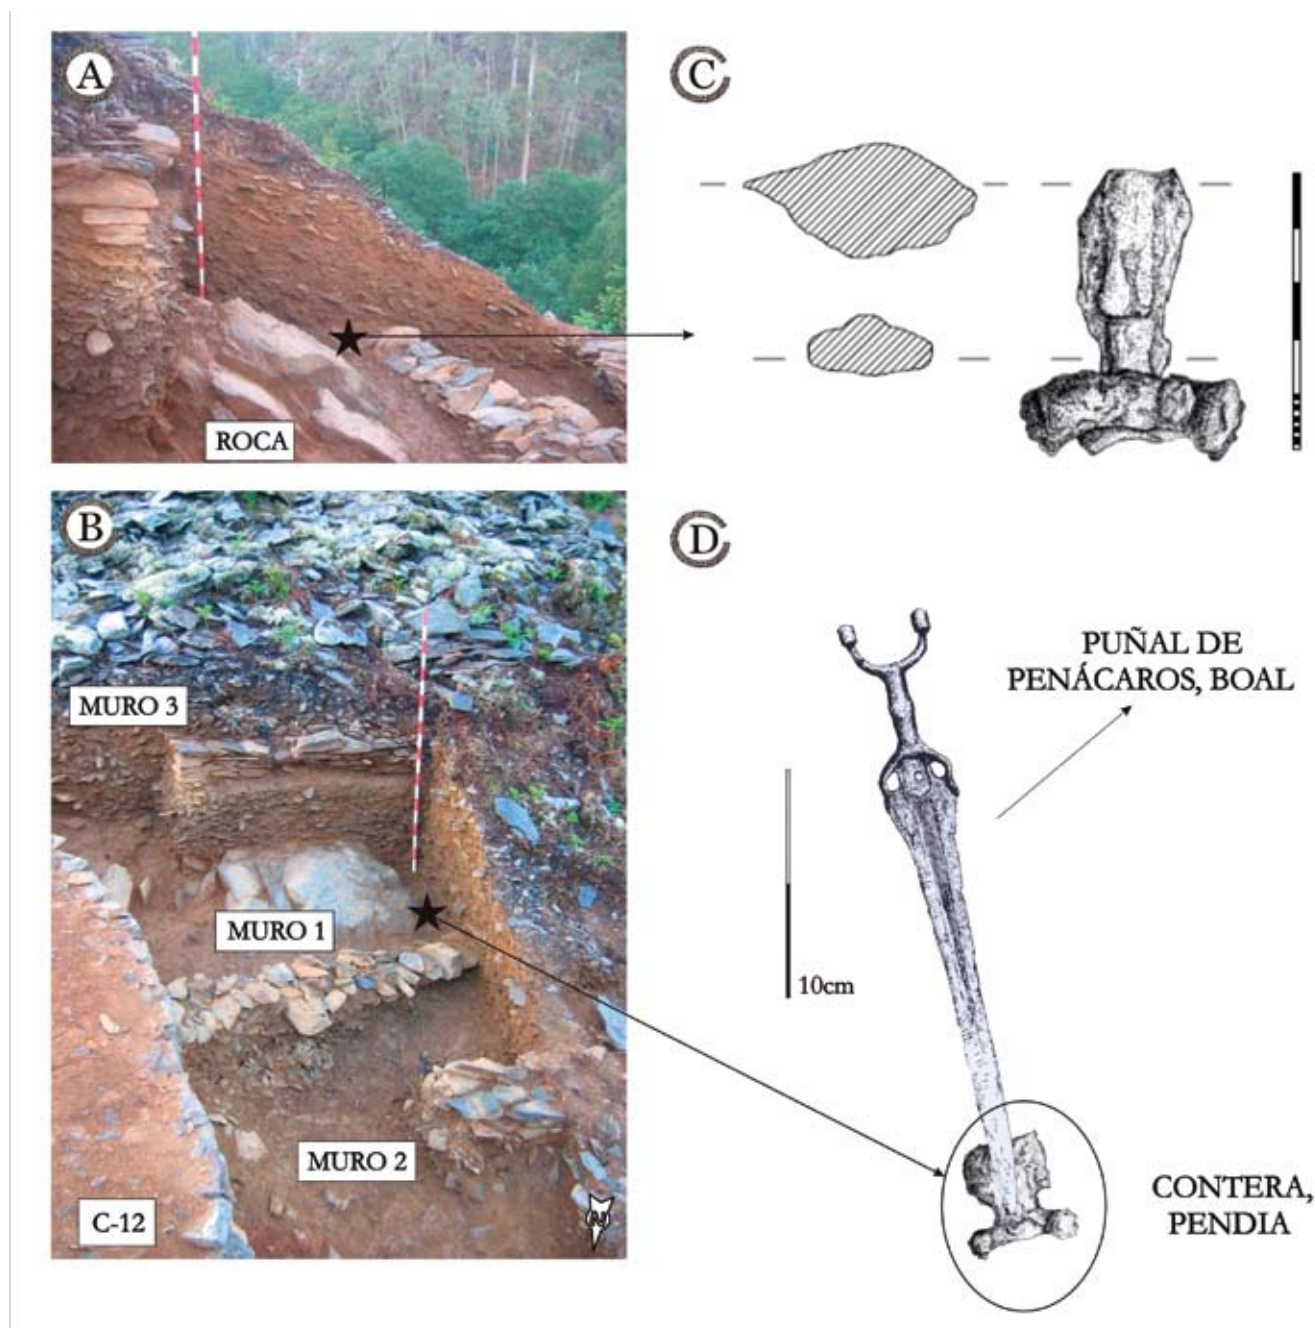 A
ROCA
B
MURO 3
MURO 1
MURO 2
C-12
N
C
D
PUÑAL DE
PENÁCAROS, BOAL
10cm
CONTERA,
PENDIA